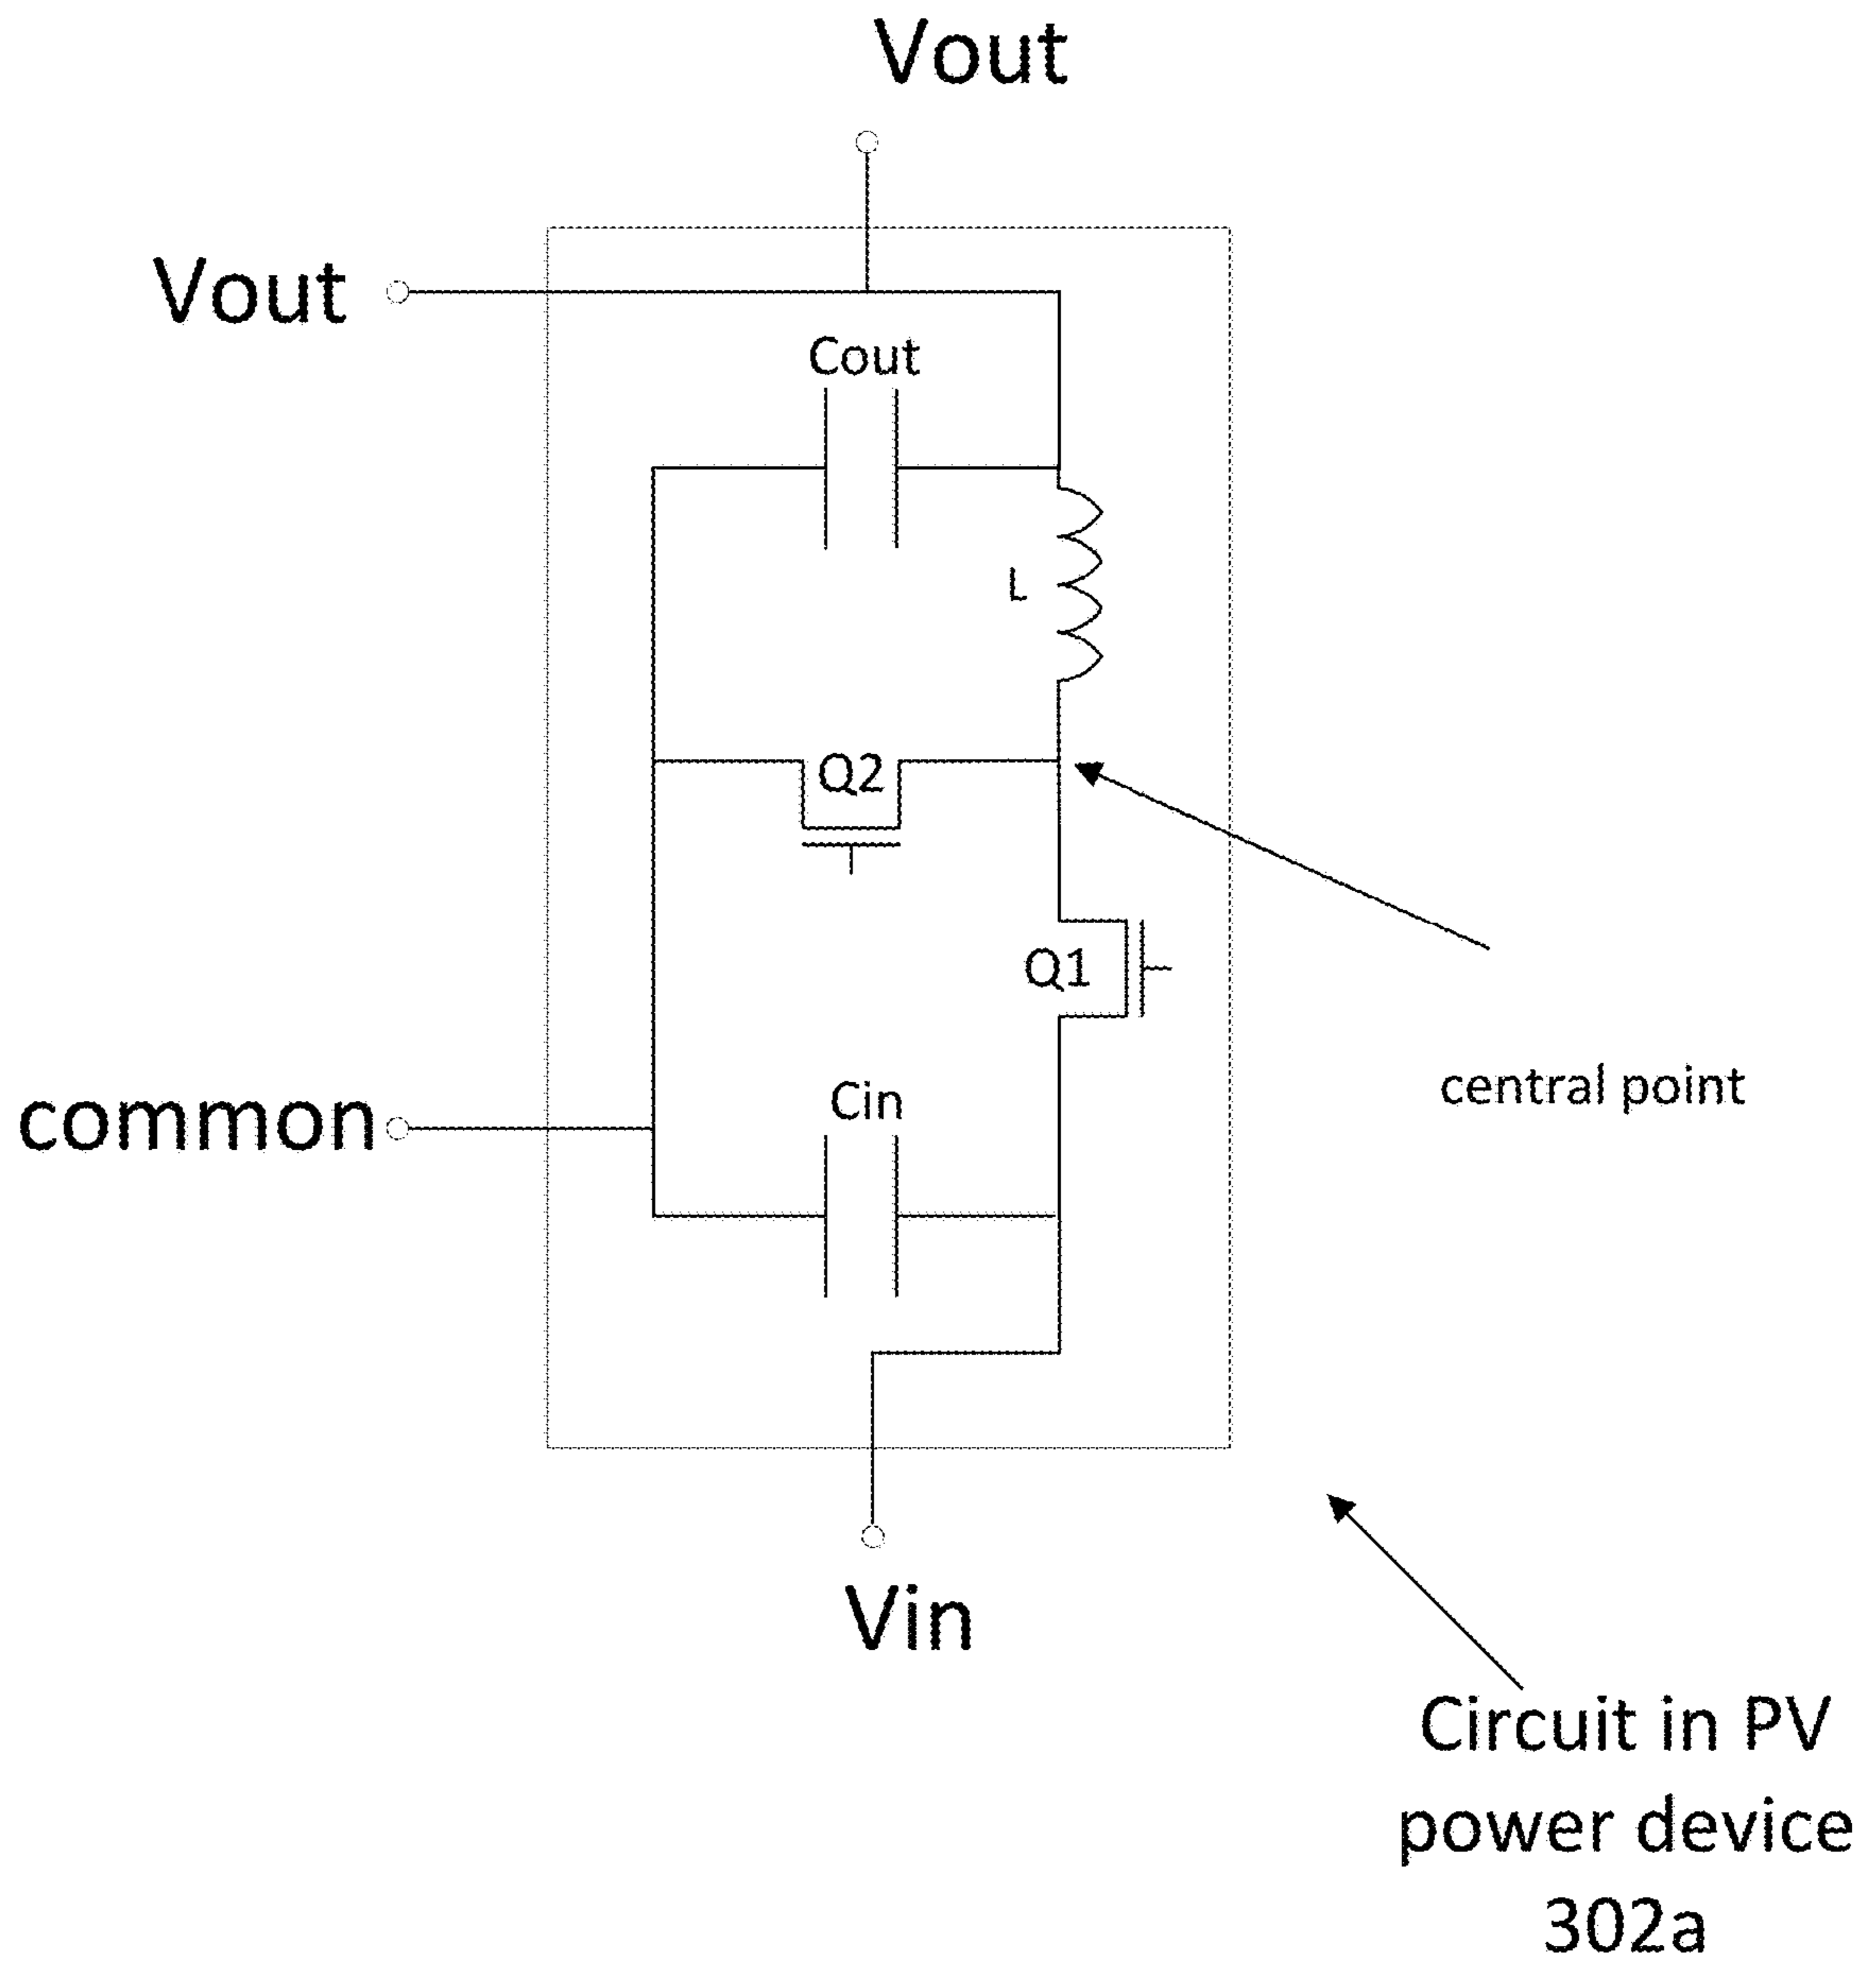 Vout
Vout
Cout
L
Q2
Q1
central point
Cin
common
Vin
Circuit in PV
power device
302a